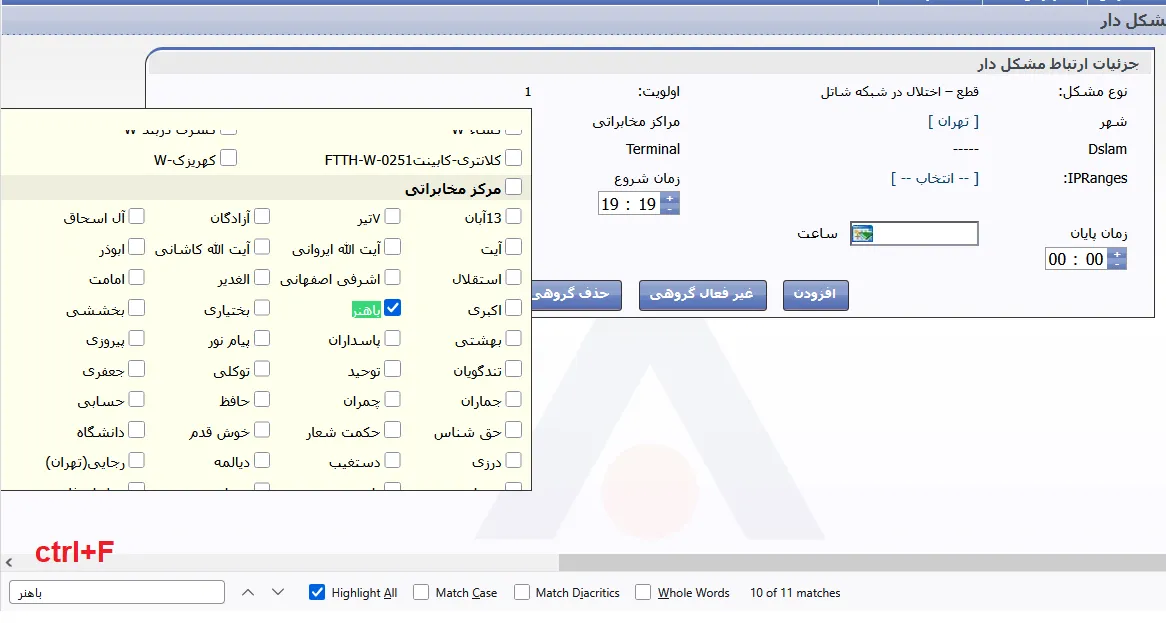 مشکل دار
جزئیات ارتباط مشکل دار
نوع مشکل: قطع – اختلال در شبکه شاتل اولویت: 1
شهر [ تهران ] مراکز مخابراتی
Dslam ----- Terminal
IPRanges: [ -- انتخاب -- ] زمان شروع
19 : 19
زمان پایان ساعت
00 : 00
افزودن غیر فعال گروهی حذف گروهی
کلانتری-کابینت FTTH-W-0251 کهریزک-W
مرکز مخابراتی
13آبان ۷تیر آزادگان آل اسحاق
آیت آیت الله ایروانی آیت الله کاشانی ابوذر
استقلال اشرفی اصفهانی الغدیر امامت
اکبری باهنر بختیاری بخششی
بهشتی پاسداران پیام نور پیروزی
تندگویان توحید توکلی جعفری
جماران چمران حافظ حسابی
حق شناس حکمت شعار خوش قدم دانشگاه
درزی دستغیب دیالمه رجایی(تهران)
ctrl+F
باهنر Highlight All Match Case Match Diacritics Whole Words 10 of 11 matches